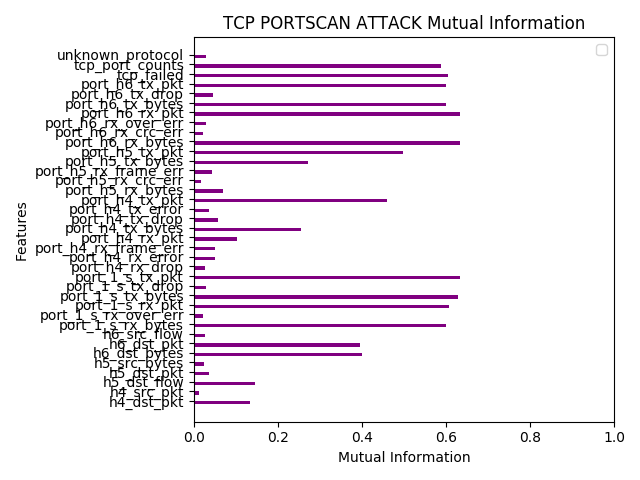 TCP PORTSCAN ATTACK Mutual Information
unknown_protocol
tcp_port_counts
tcp_failed
port_h6_tx_pkt
port_h6_tx_drop
port_h6_tx_bytes
port_h6_rx_pkt
port_h6_rx_over_err
port_h6_rx_crc_err
port_h6_rx_bytes
port_h5_tx_pkt
port_h5_tx_bytes
port_h5_rx_frame_err
port_h5_rx_crc_err
port_h5_rx_bytes
port_h4_tx_pkt
port_h4_tx_error
port_h4_tx_drop
port_h4_tx_bytes
port_h4_rx_pkt
port_h4_rx_frame_err
port_h4_rx_error
port_h4_rx_drop
port_1_s_tx_pkt
port_1_s_tx_drop
port_1_s_tx_bytes
port_1_s_rx_pkt
port_1_s_rx_over_err
port_1_s_rx_bytes
h6_src_flow
h6_dst_pkt
h6_dst_bytes
h5_src_bytes
h5_dst_pkt
h5_dst_flow
h4_src_pkt
h4_dst_pkt
Features
0.0 0.2 0.4 0.6 0.8 1.0
Mutual Information